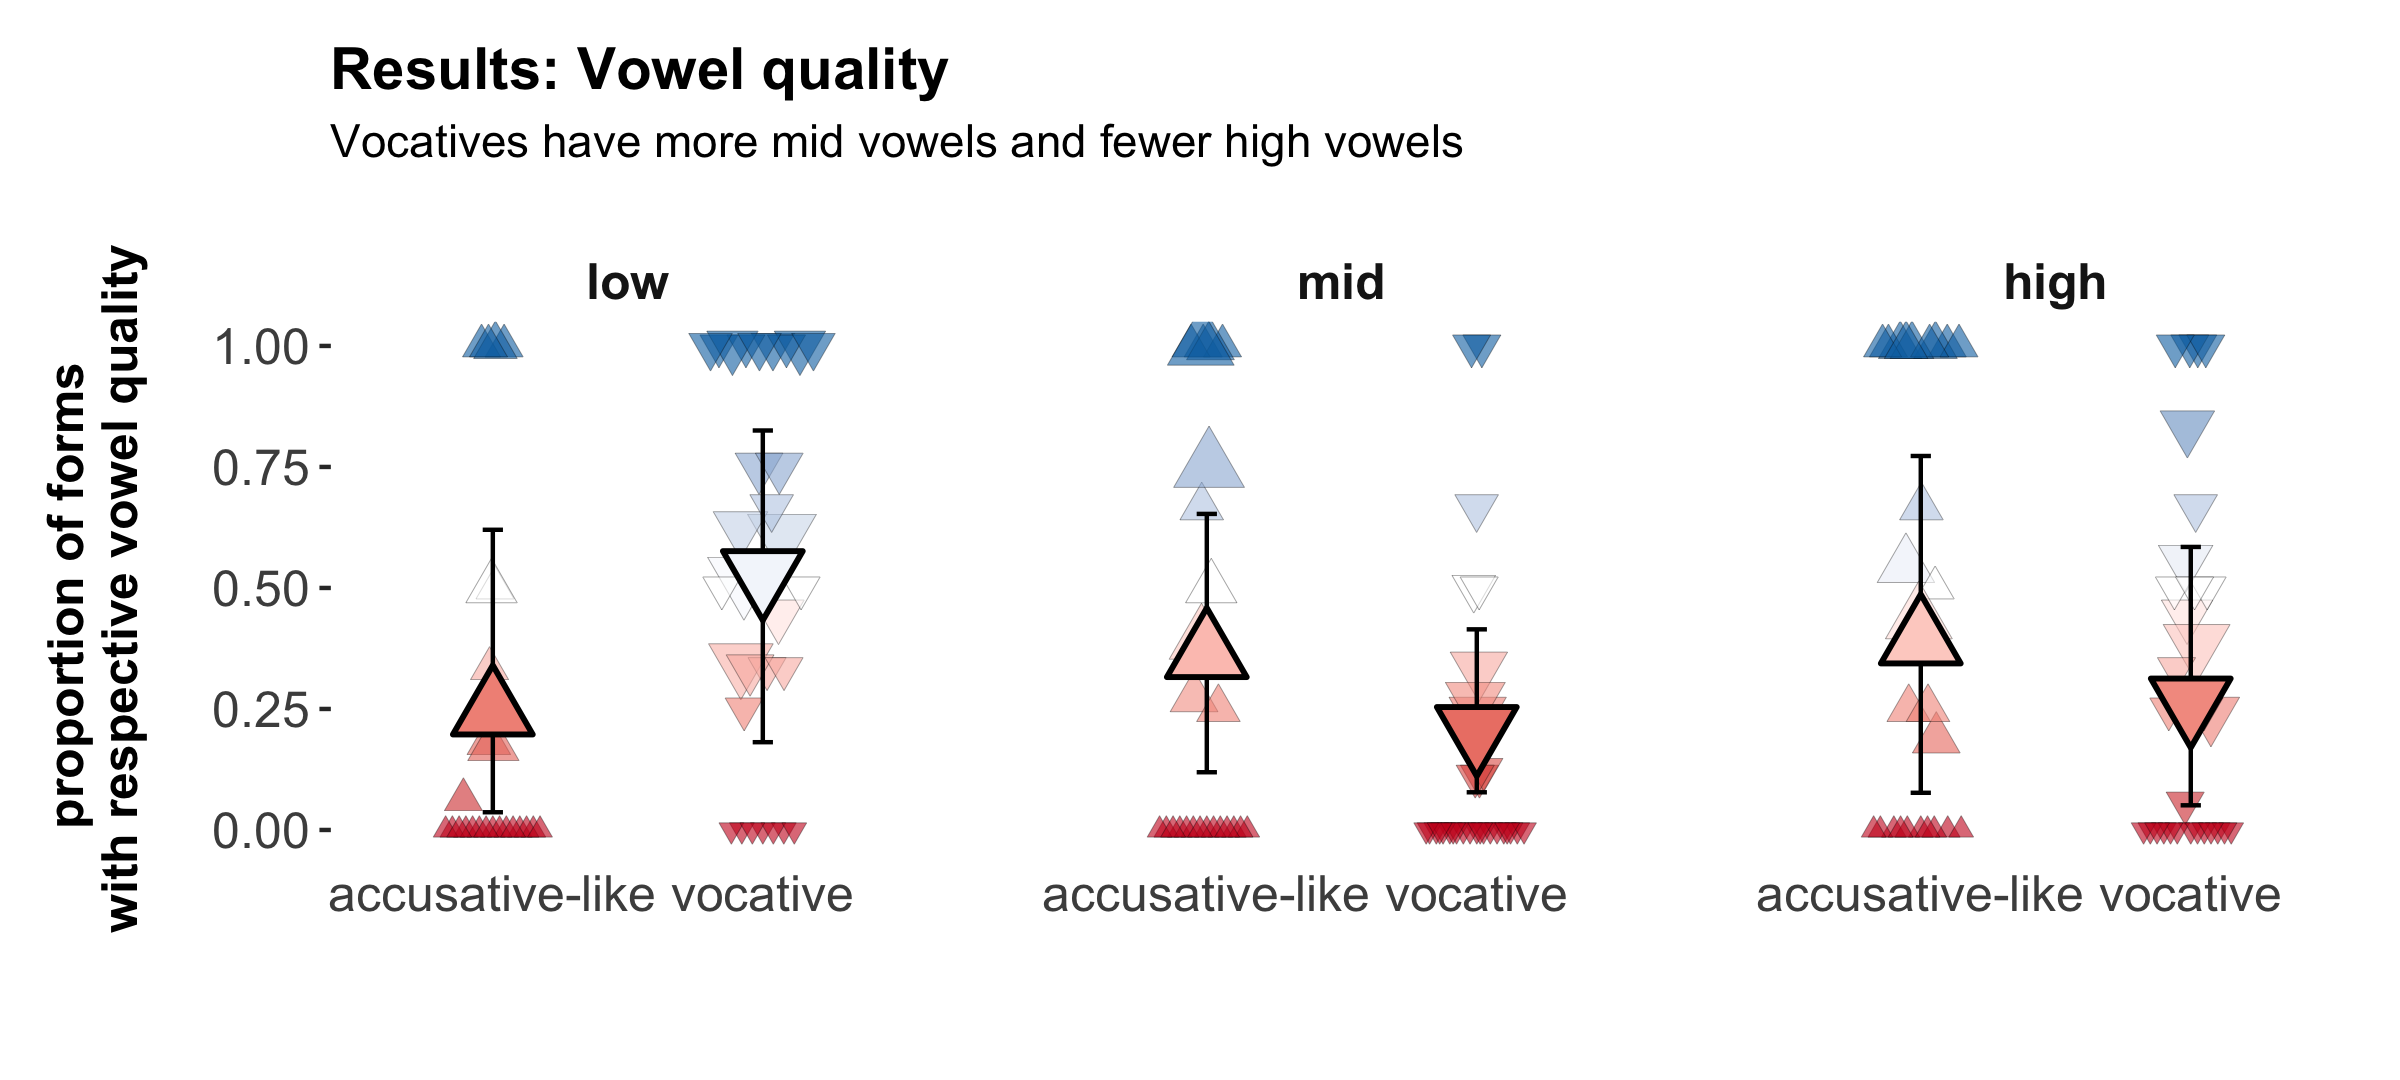 Results: Vowel quality
Vocatives have more mid vowels and fewer high vowels
proportion of forms
with respective vowel quality
low
mid
high
1.00
0.75
0.50
0.25
0.00
accusative-like vocative
accusative-like vocative
accusative-like vocative